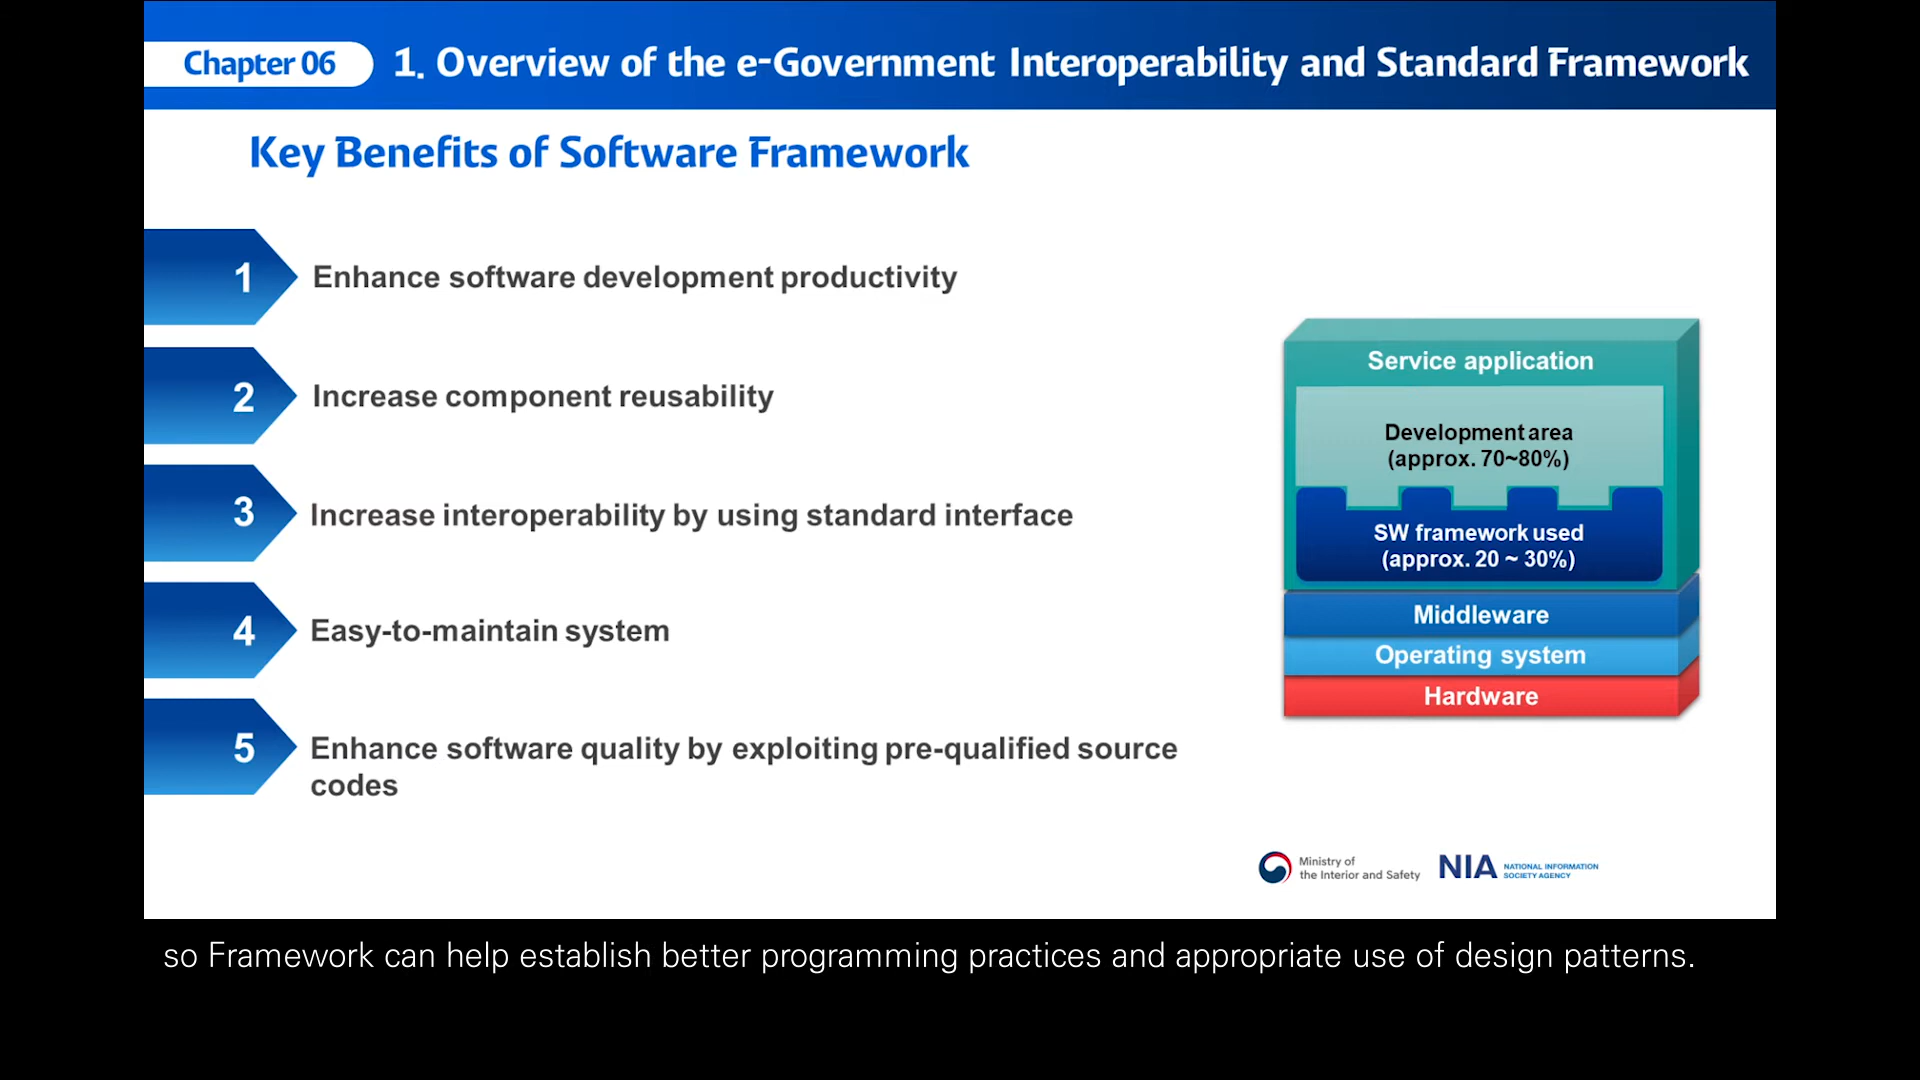 Chapter 06
1. Overview of the e-Government Interoperability and Standard Framework
Key Benefits of Software Framework
1
Enhance software development productivity
2
Increase component reusability
3
Increase interoperability by using standard interface
4
Easy-to-maintain system
5
Enhance software quality by exploiting pre-qualified source
codes
Service application
Development area
(approx. 70~80%)
SW framework used
(approx. 20 ~ 30%)
Middleware
Operating system
Hardware
Ministry of
the Interior and Safety
NIA
NATIONAL INFORMATION
SOCIETY AGENCY
so Framework can help establish better programming practices and appropriate use of design patterns.